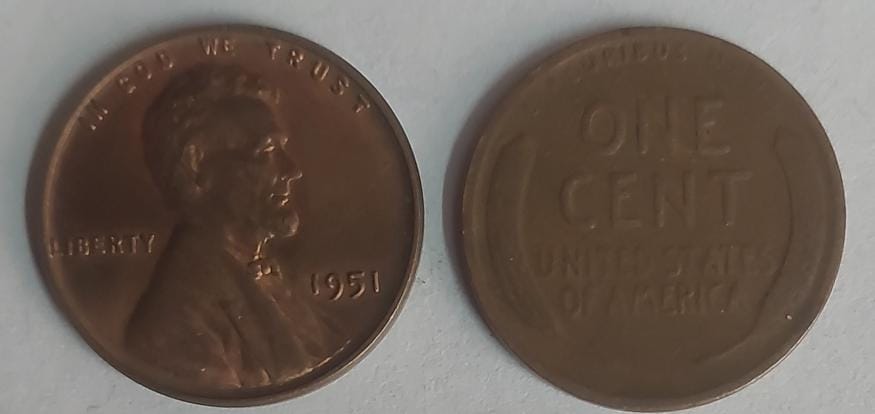 IN GOD WE TRUST
LIBERTY
1951
ONE
CENT
UNITED STATES
OF AMERICA